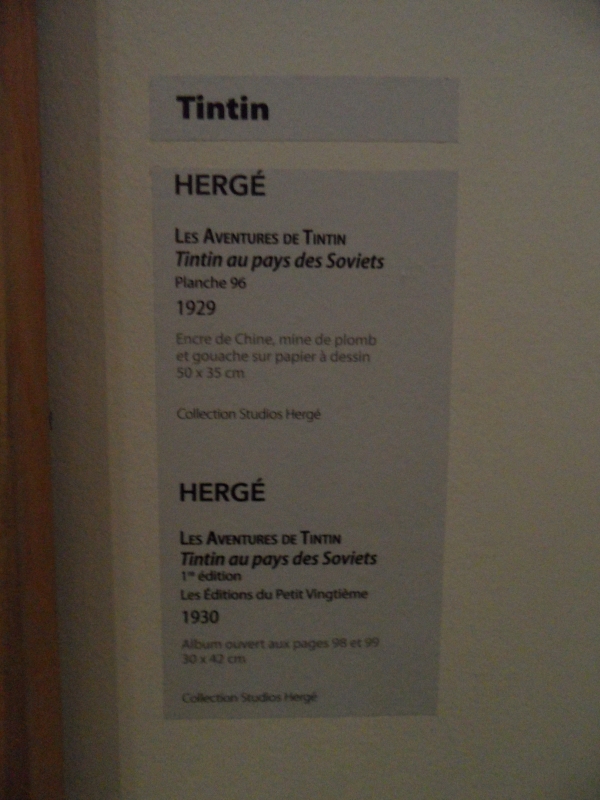 Tintin
HERGÉ
LES AVENTURES DE TINTIN
Tintin au pays des Soviets
Planche 96
1929
Encre de Chine, mine de plomb
et gouache sur papier à dessin
50 x 35 cm
Collection Studios Hergé
HERGÉ
LES AVENTURES DE TINTIN
Tintin au pays des Soviets
1re édition
Les Éditions du Petit Vingtième
1930
Album ouvert aux pages 98 et 99
30 x 42 cm
Collection Studios Hergé